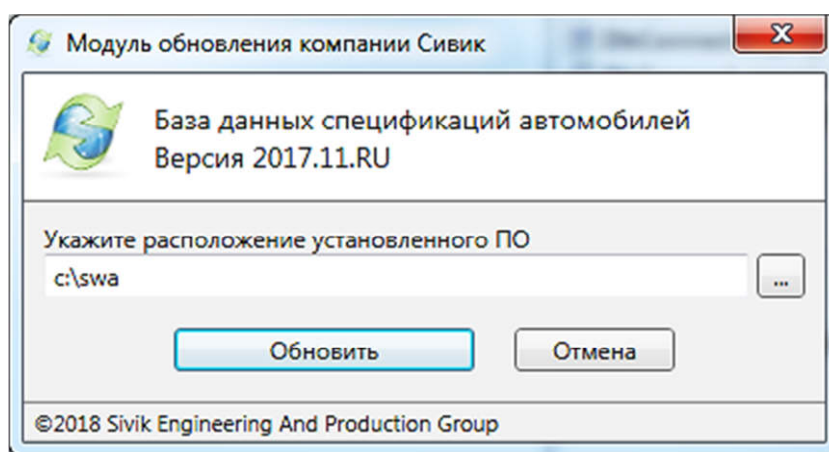 Модуль обновления компании Сивик
База данных спецификаций автомобилей
Версия 2017.11.RU
Укажите расположение установленного ПО
c:\swa
...
Обновить
Отмена
©2018 Sivik Engineering And Production Group